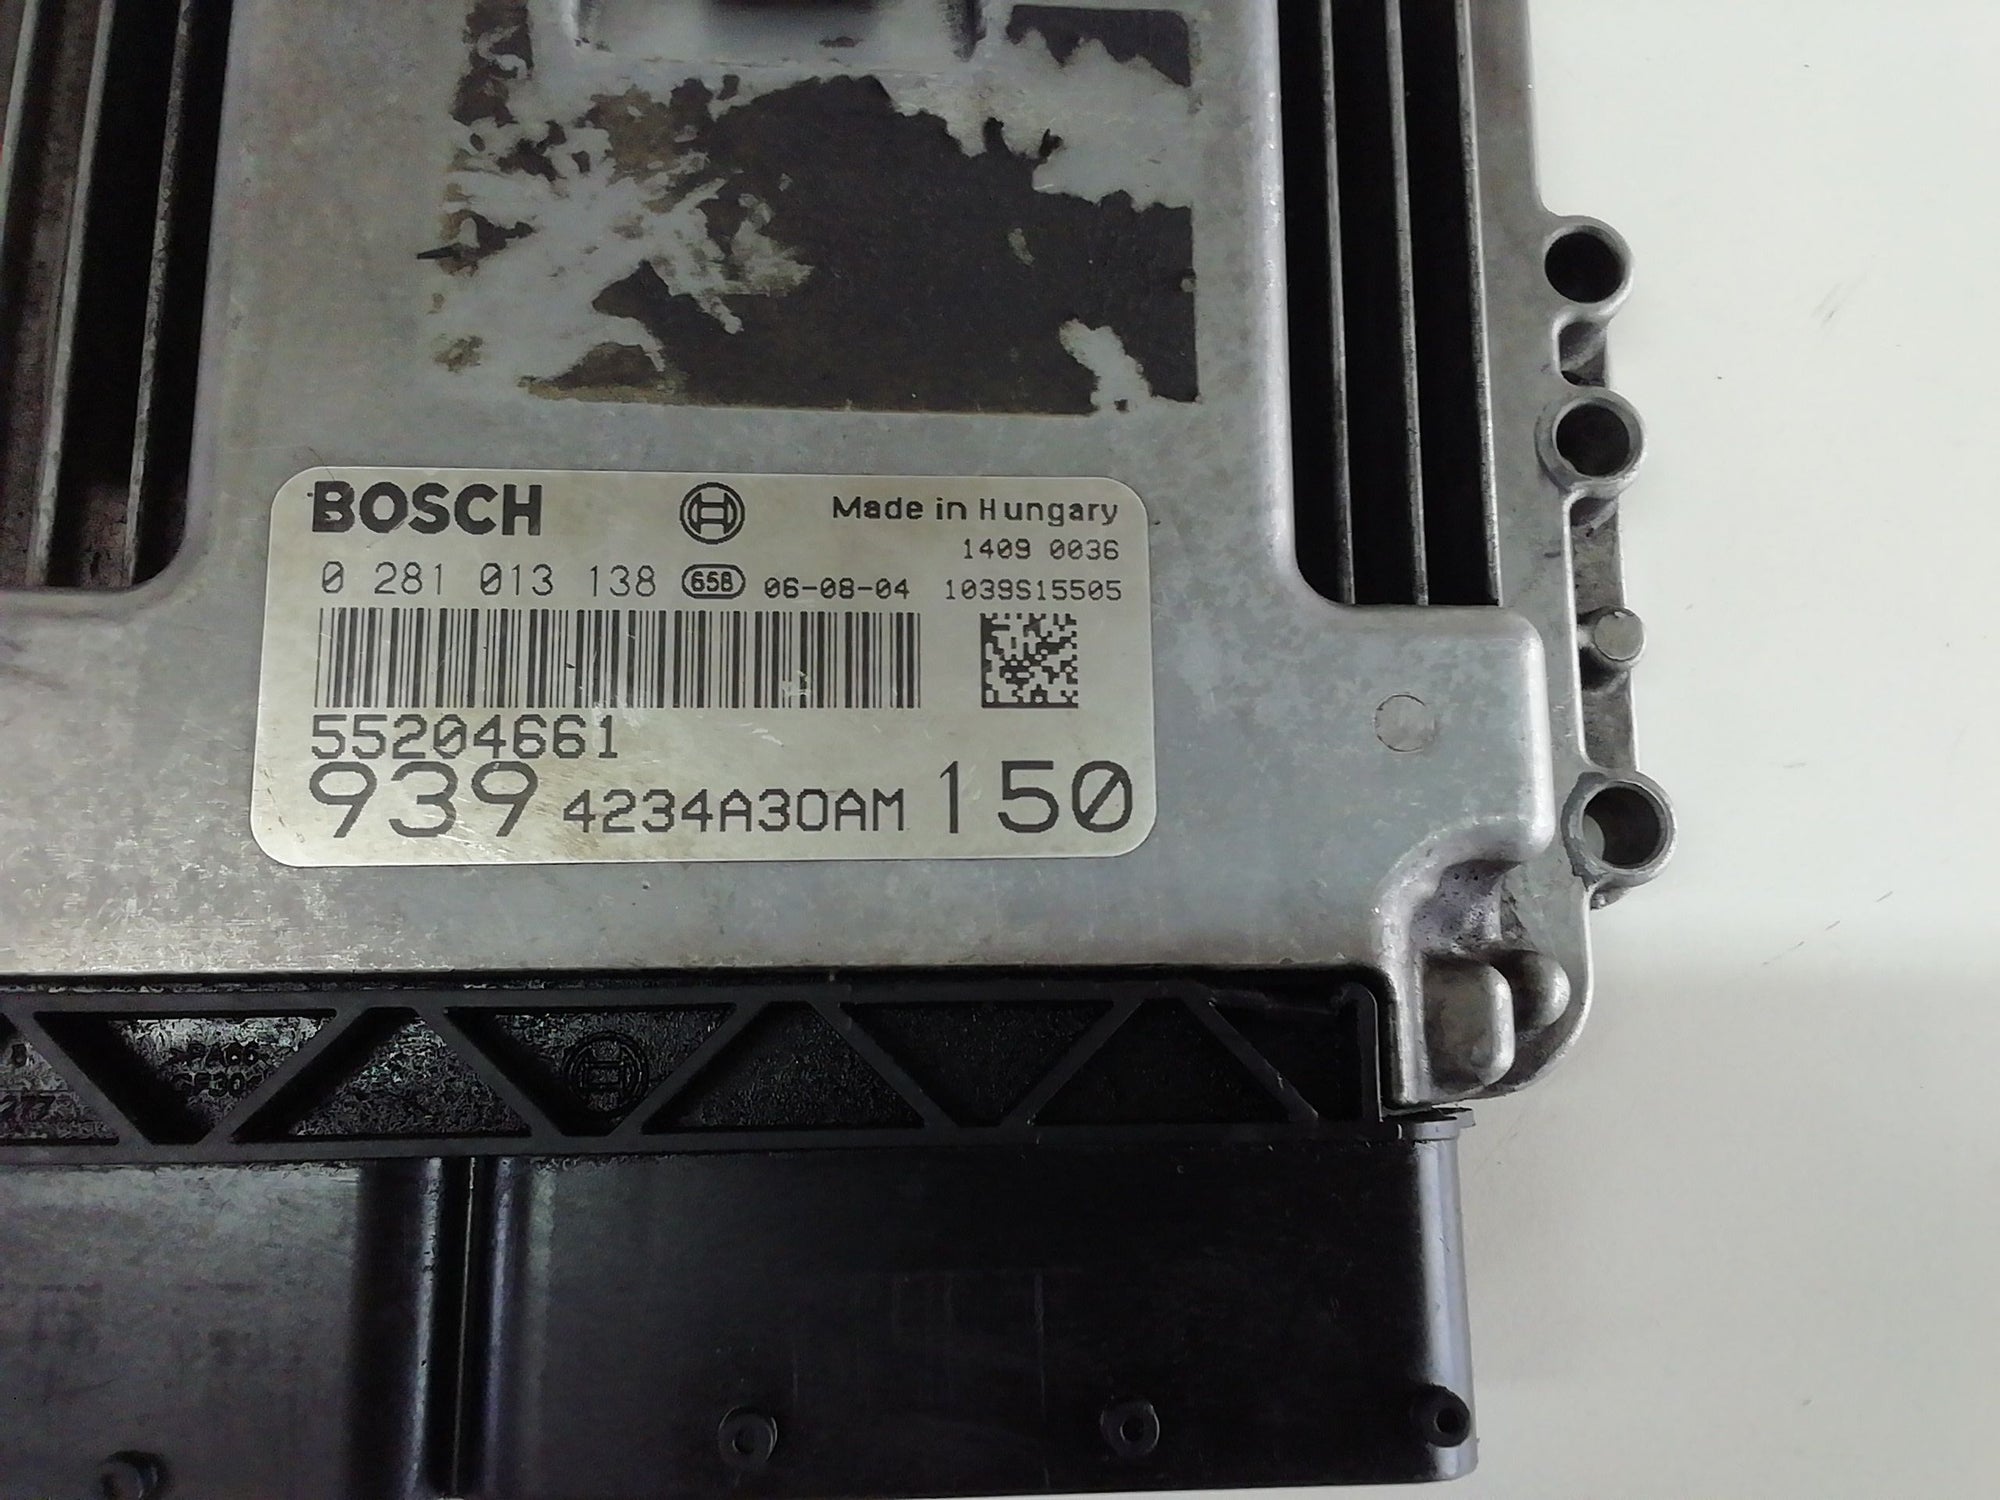 BOSCH Made in Hungary
1409 0036
0 281 013 138 658 06-08-04 1039S15505
55204661
939 4234A30AM 150